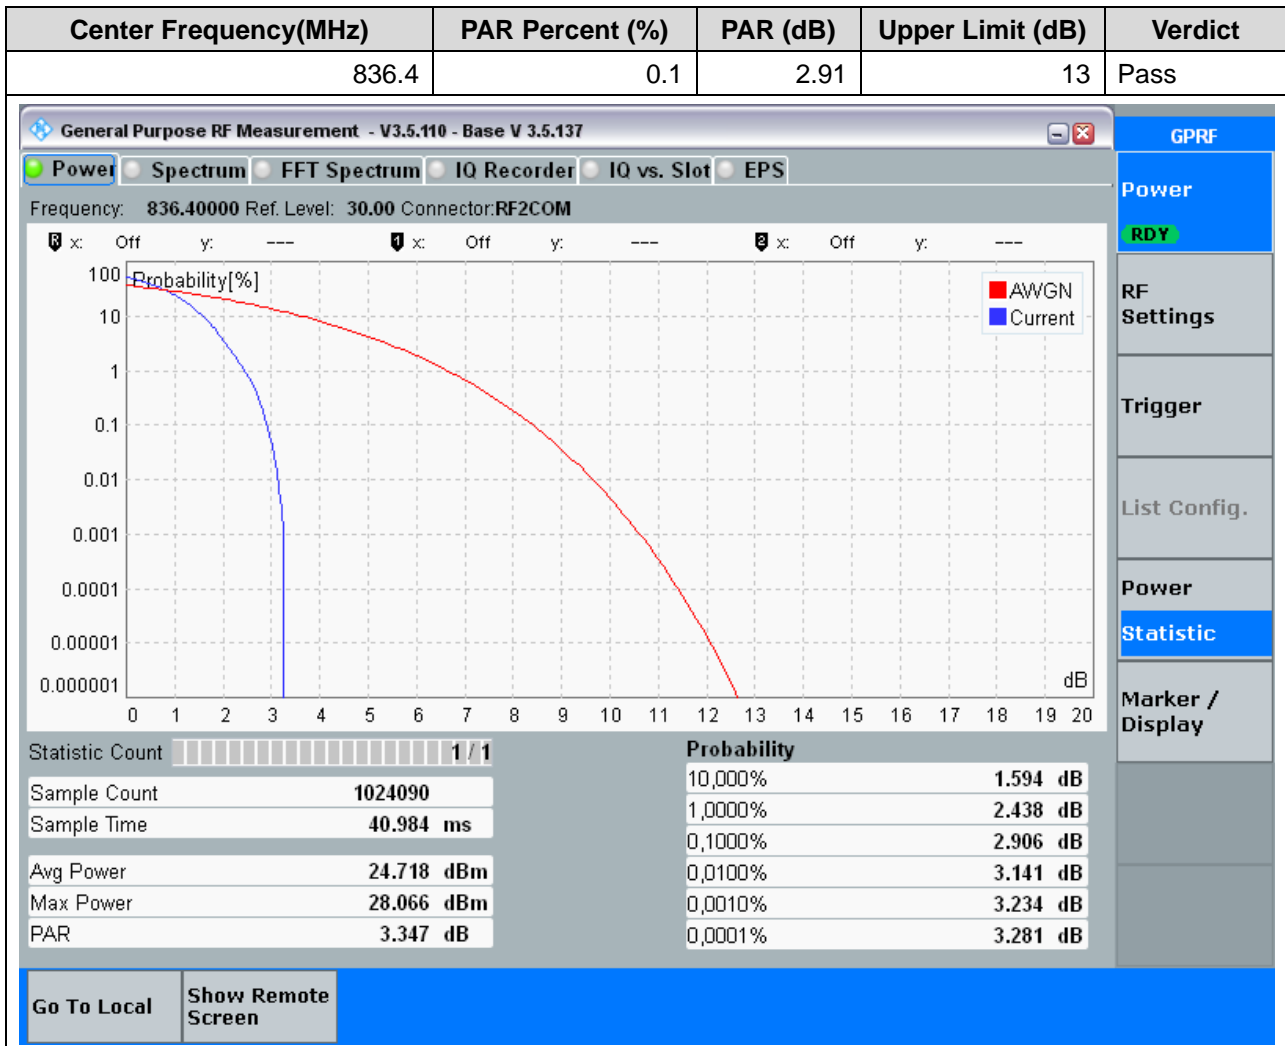 Center Frequency(MHz) PAR Percent (%) PAR (dB) Upper Limit (dB) Verdict
836.4 0.1 2.91 13 Pass
General Purpose RF Measurement - V3.5.110 - Base V 3.5.137
GPRF
Power Spectrum FFT Spectrum IQ Recorder IQ vs. Slot EPS
Power
RDY
Frequency: 836.40000 Ref. Level: 30.00 Connector:RF2COM
R x: Off y: --- 1 x: Off y: --- 2 x: Off y: ---
Probability[%]
AWGN
Current
100
10
1
0.1
0.01
0.001
0.0001
0.00001
0.000001
dB
0 1 2 3 4 5 6 7 8 9 10 11 12 13 14 15 16 17 18 19 20
RF
Settings
Trigger
List Config.
Power
Statistic
Marker /
Display
Statistic Count 1 / 1
Sample Count 1024090
Sample Time 40.984 ms
Avg Power 24.718 dBm
Max Power 28.066 dBm
PAR 3.347 dB
Probability
10,000% 1.594 dB
1,0000% 2.438 dB
0,1000% 2.906 dB
0,0100% 3.141 dB
0,0010% 3.234 dB
0,0001% 3.281 dB
Go To Local
Show Remote
Screen